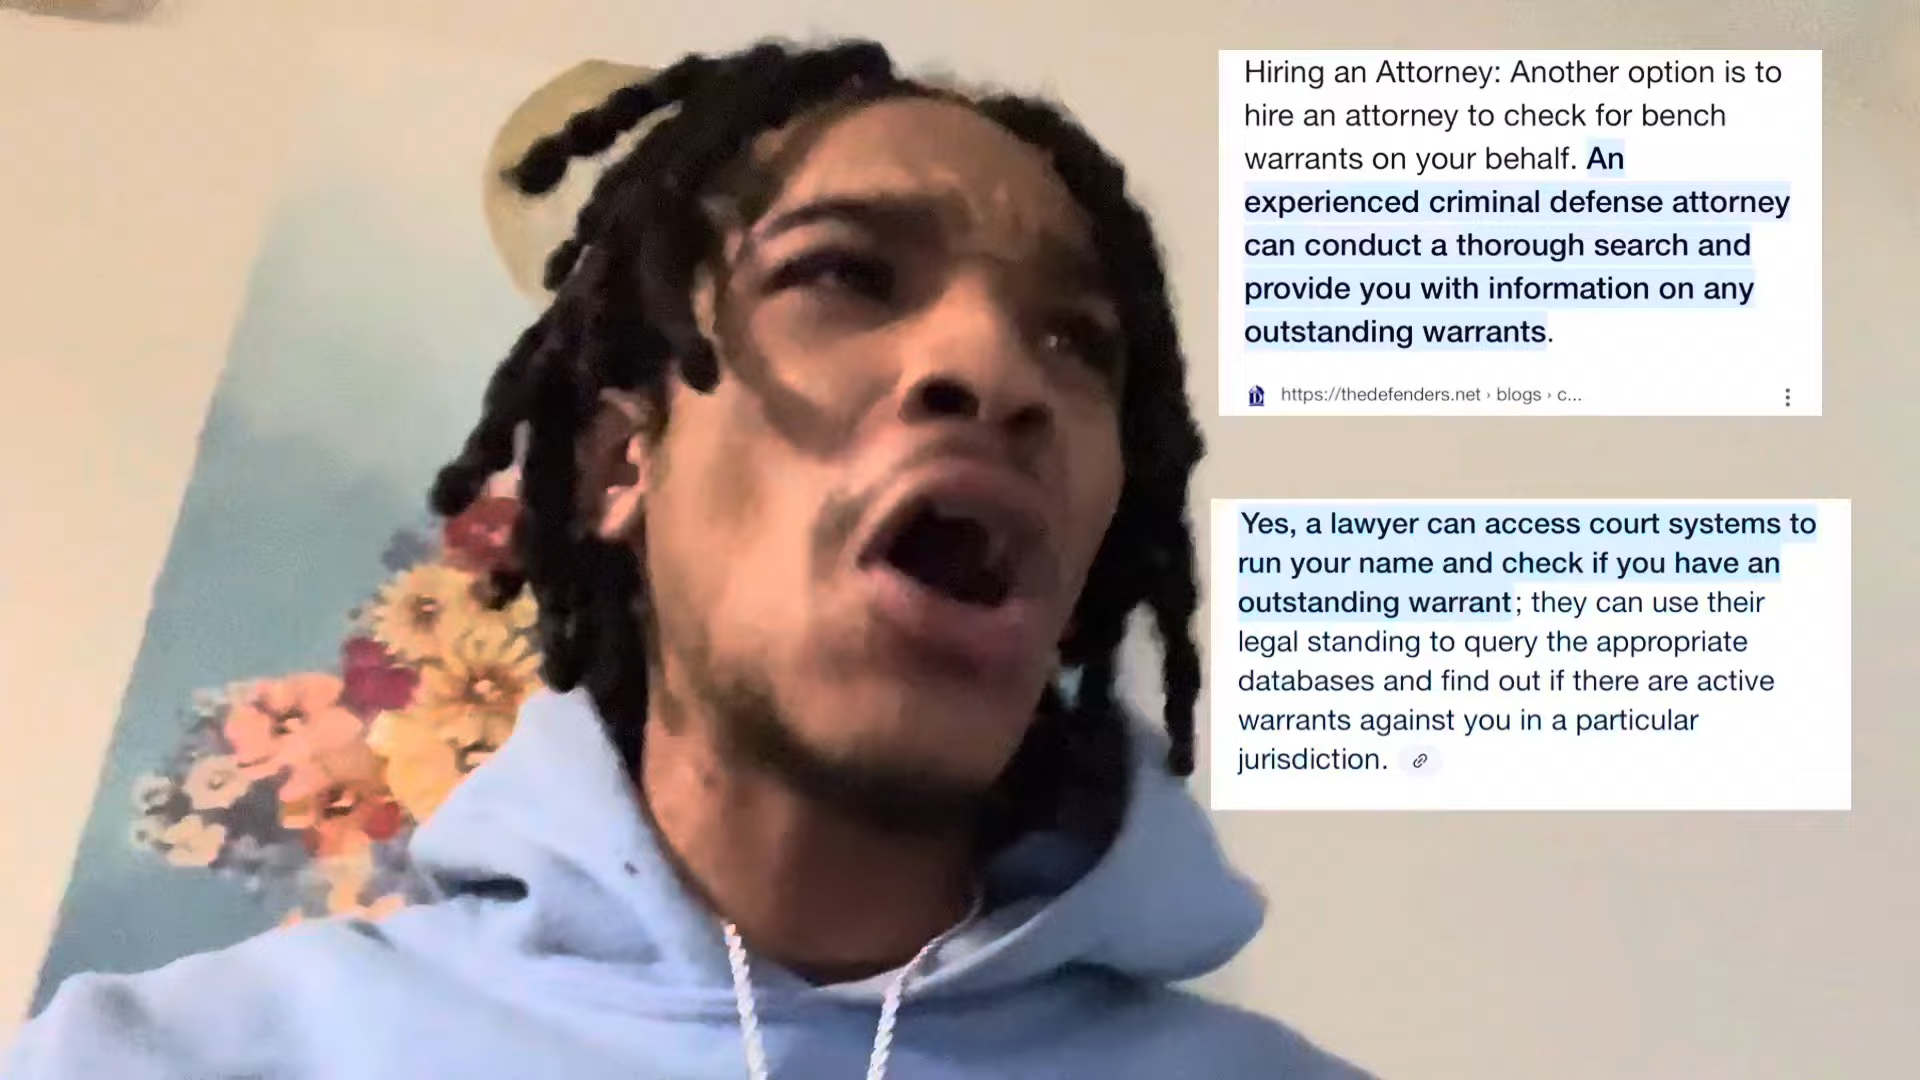 Hiring an Attorney: Another option is to
hire an attorney to check for bench
warrants on your behalf. An
experienced criminal defense attorney
can conduct a thorough search and
provide you with information on any
outstanding warrants.
https://thedefenders.net › blogs › c...
Yes, a lawyer can access court systems to
run your name and check if you have an
outstanding warrant; they can use their
legal standing to query the appropriate
databases and find out if there are active
warrants against you in a particular
jurisdiction.